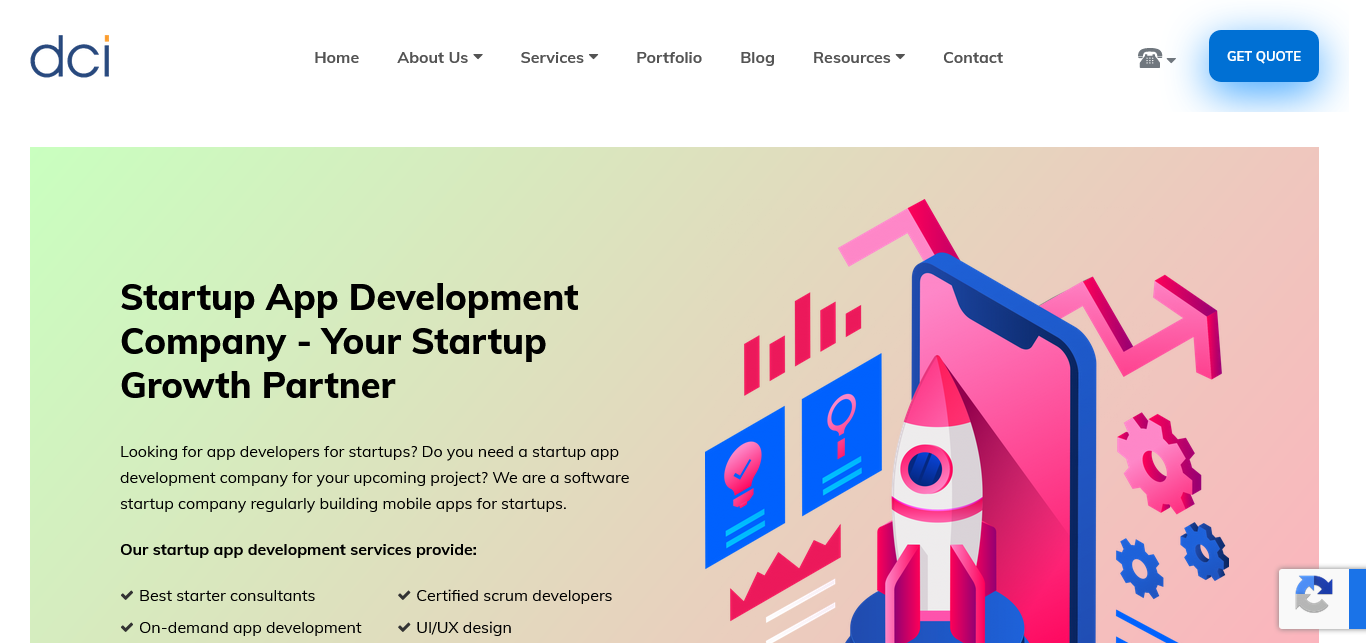 dci
Home About Us Services Portfolio Blog Resources Contact GET QUOTE
Startup App Development
Company - Your Startup
Growth Partner
Looking for app developers for startups? Do you need a startup app
development company for your upcoming project? We are a software
startup company regularly building mobile apps for startups.
Our startup app development services provide:
Best starter consultants Certified scrum developers
On-demand app development UI/UX design